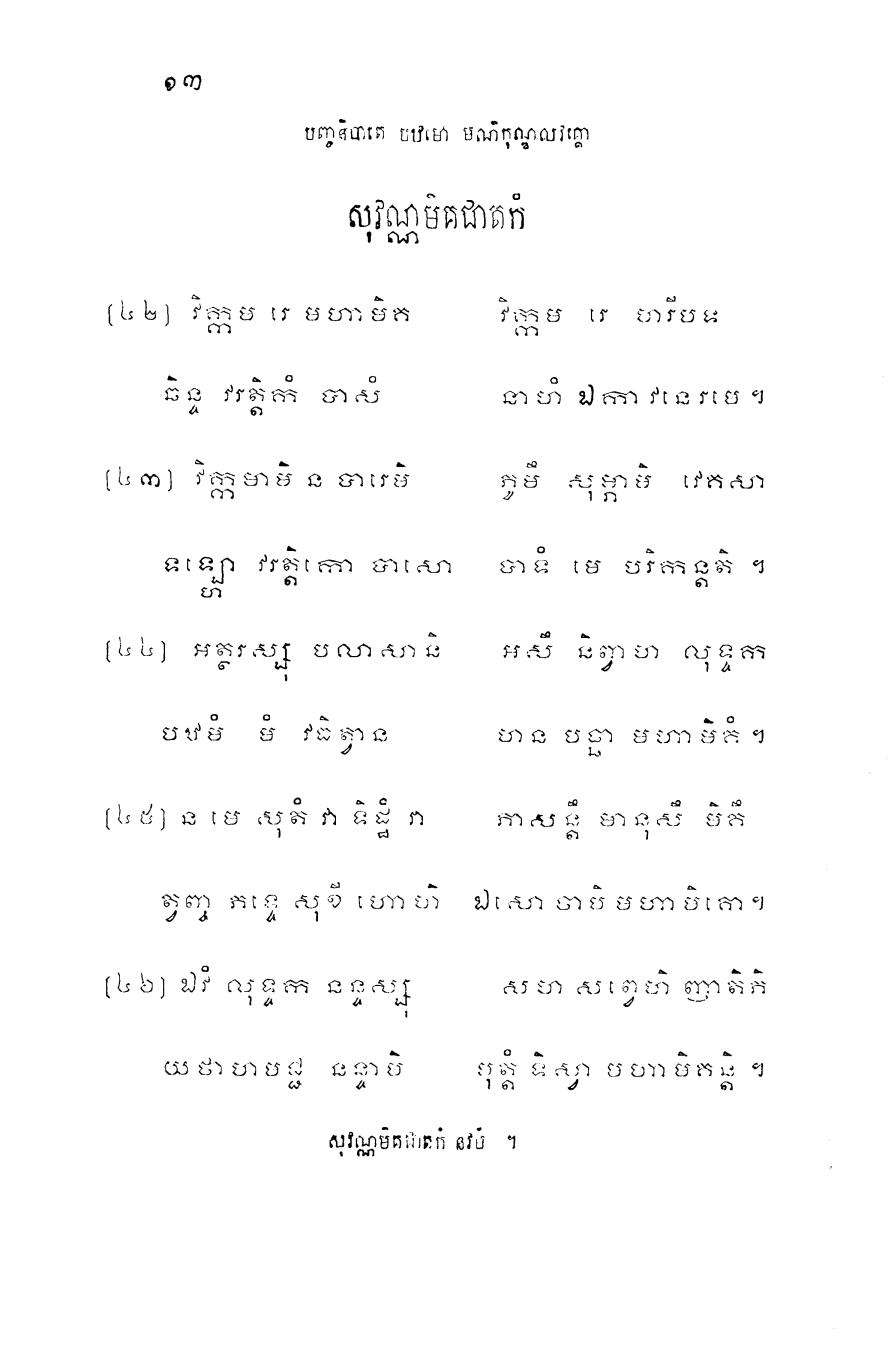 ១៣
បញ្ចនិបាតេ បឋមោ មណិកុណ្ឌលវគ្គោ
សុវណ្ណមិគជាតកំ
[៤២] វិក្កម រេ មហាមិគ វិក្កម រេ ហរីបទ
ឆិន្ទ វរត្តិកំ បាសំ នាហំ ឯកា វនេ រមេ ។
[៤៣] វិក្កមាមិ ន បារេមិ ភូមឹ សុម្ភាមិ វេគសា
ទឡ្ហោ វរត្តិកោ បាសោ បាទំ មេ បរិកន្តតិ ។
[៤៤] អត្ថរស្សុ បលាសានិ អសឹ និព្វាហ លុទ្ទក
បឋមំ មំ វធិត្វាន ហន បច្ឆា មហាមិគំ ។
[៤៥] ន មេ សុតំ វា ទិដ្ឋំ វា ភាសន្តឹ មានុសឹ មិគឹ
ត្វញ្ច ភទ្ទេ សុខី ហោហិ ឯសោ ចាបិ មហាមិគោ ។
[៤៦] ឯវំ លុទ្ទក នន្ទស្សុ សហ សព្វេហិ ញាតិភិ
យថាហមជ្ជ នន្ទាមិ មុត្តំ ទិស្វា មហាមិគន្តិ ។
សុវណ្ណមិគជាតកំ នវមំ ។